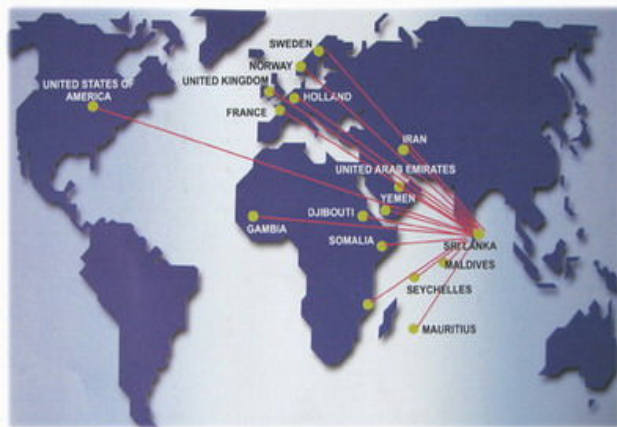 SWEDEN
NORWAY
UNITED KINGDOM
HOLLAND
UNITED STATES OF
AMERICA
FRANCE
IRAN
UNITED ARAB EMIRATES
YEMEN
DJIBOUTI
GAMBIA
SOMALIA
SRI LANKA
MALDIVES
SEYCHELLES
MAURITIUS